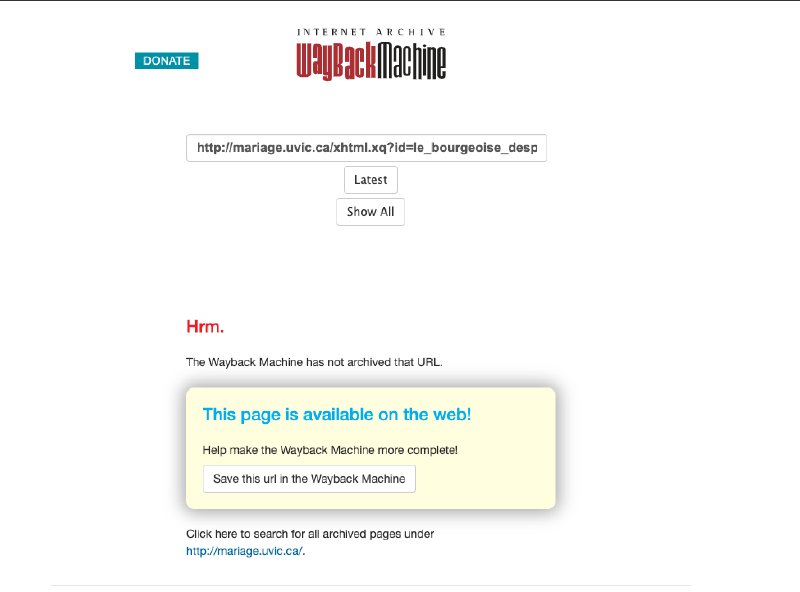 INTERNET ARCHIVE
DONATE
WayBackMachine
http://mariage.uvic.ca/xhtml.xq?id=le_bourgeoise_desp
Latest
Show All
Hrm.
The Wayback Machine has not archived that URL.
This page is available on the web!
Help make the Wayback Machine more complete!
Save this url in the Wayback Machine
Click here to search for all archived pages under
http://mariage.uvic.ca/.